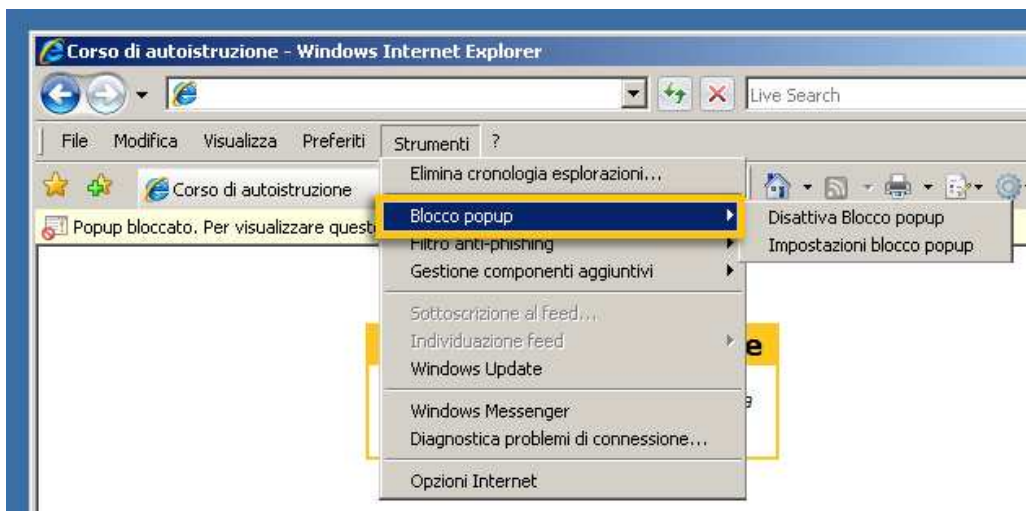 Corso di autoistruzione - Windows Internet Explorer
Live Search
File Modifica Visualizza Preferiti Strumenti ?
Elimina cronologia esplorazioni...
Corso di autoistruzione
Blocco popup
Disattiva Blocco popup
Popup bloccato. Per visualizzare quest
Filtro anti-phishing
Impostazioni blocco popup
Gestione componenti aggiuntivi
Sottoscrizione al feed...
Individuazione feed
e
Windows Update
Windows Messenger
Diagnostica problemi di connessione...
Opzioni Internet